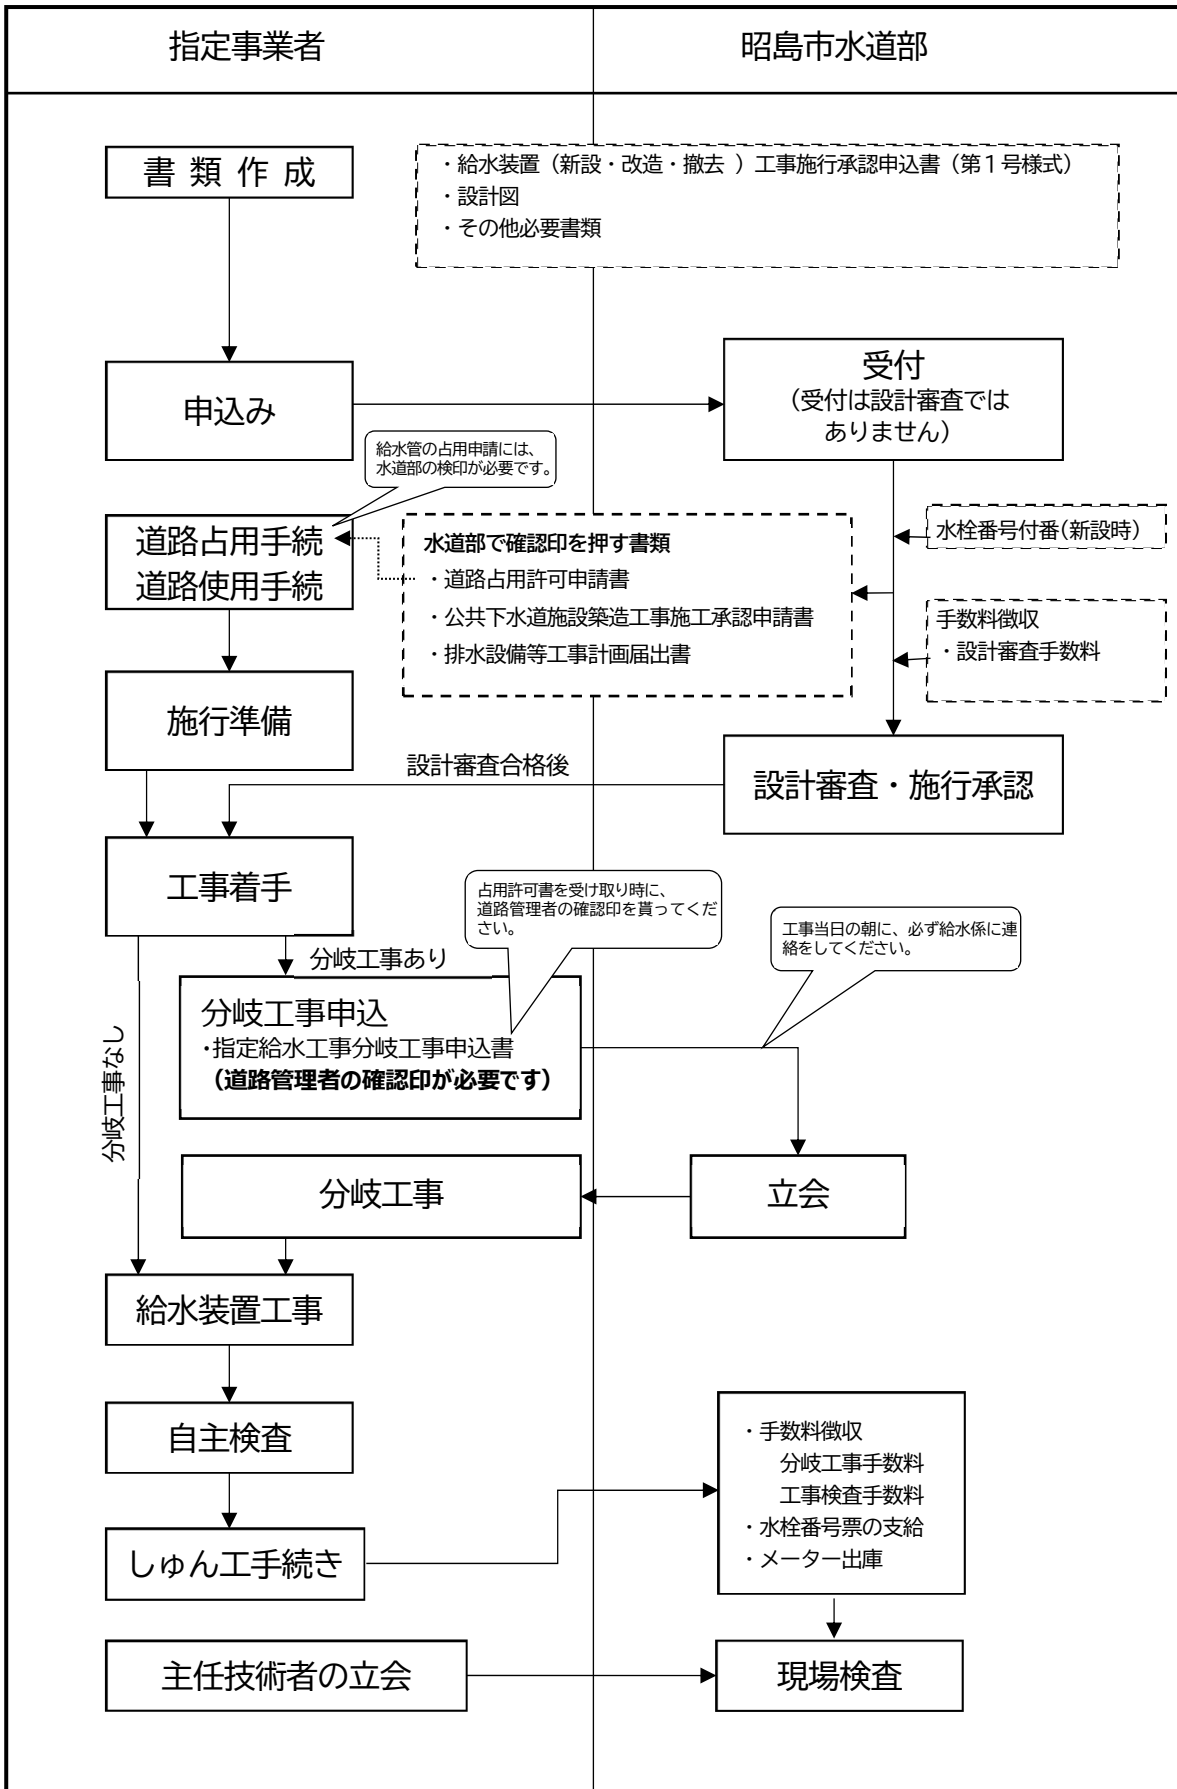 指定事業者
昭島市水道部
書類作成
・給水装置（新設・改造・撤去 ）工事施行承認申込書（第１号様式）
・設計図
・その他必要書類
申込み
受付
（受付は設計審査では
ありません）
給水管の占用申請には、
水道部の検印が必要です。
道路占用手続
道路使用手続
水道部で確認印を押す書類
・道路占用許可申請書
・公共下水道施設築造工事施工承認申請書
・排水設備等工事計画届出書
水栓番号付番（新設時）
手数料徴収
・設計審査手数料
施行準備
設計審査合格後
設計審査・施行承認
工事着手
占用許可書を受け取り時に、
道路管理者の確認印を貰ってくだ
さい。
工事当日の朝に、必ず給水係に連
絡をしてください。
分岐工事あり
分岐工事なし
分岐工事申込
・指定給水工事分岐工事申込書
（道路管理者の確認印が必要です）
分岐工事
立会
給水装置工事
自主検査
・手数料徴収
分岐工事手数料
工事検査手数料
・水栓番号票の支給
・メーター出庫
しゅん工手続き
主任技術者の立会
現場検査